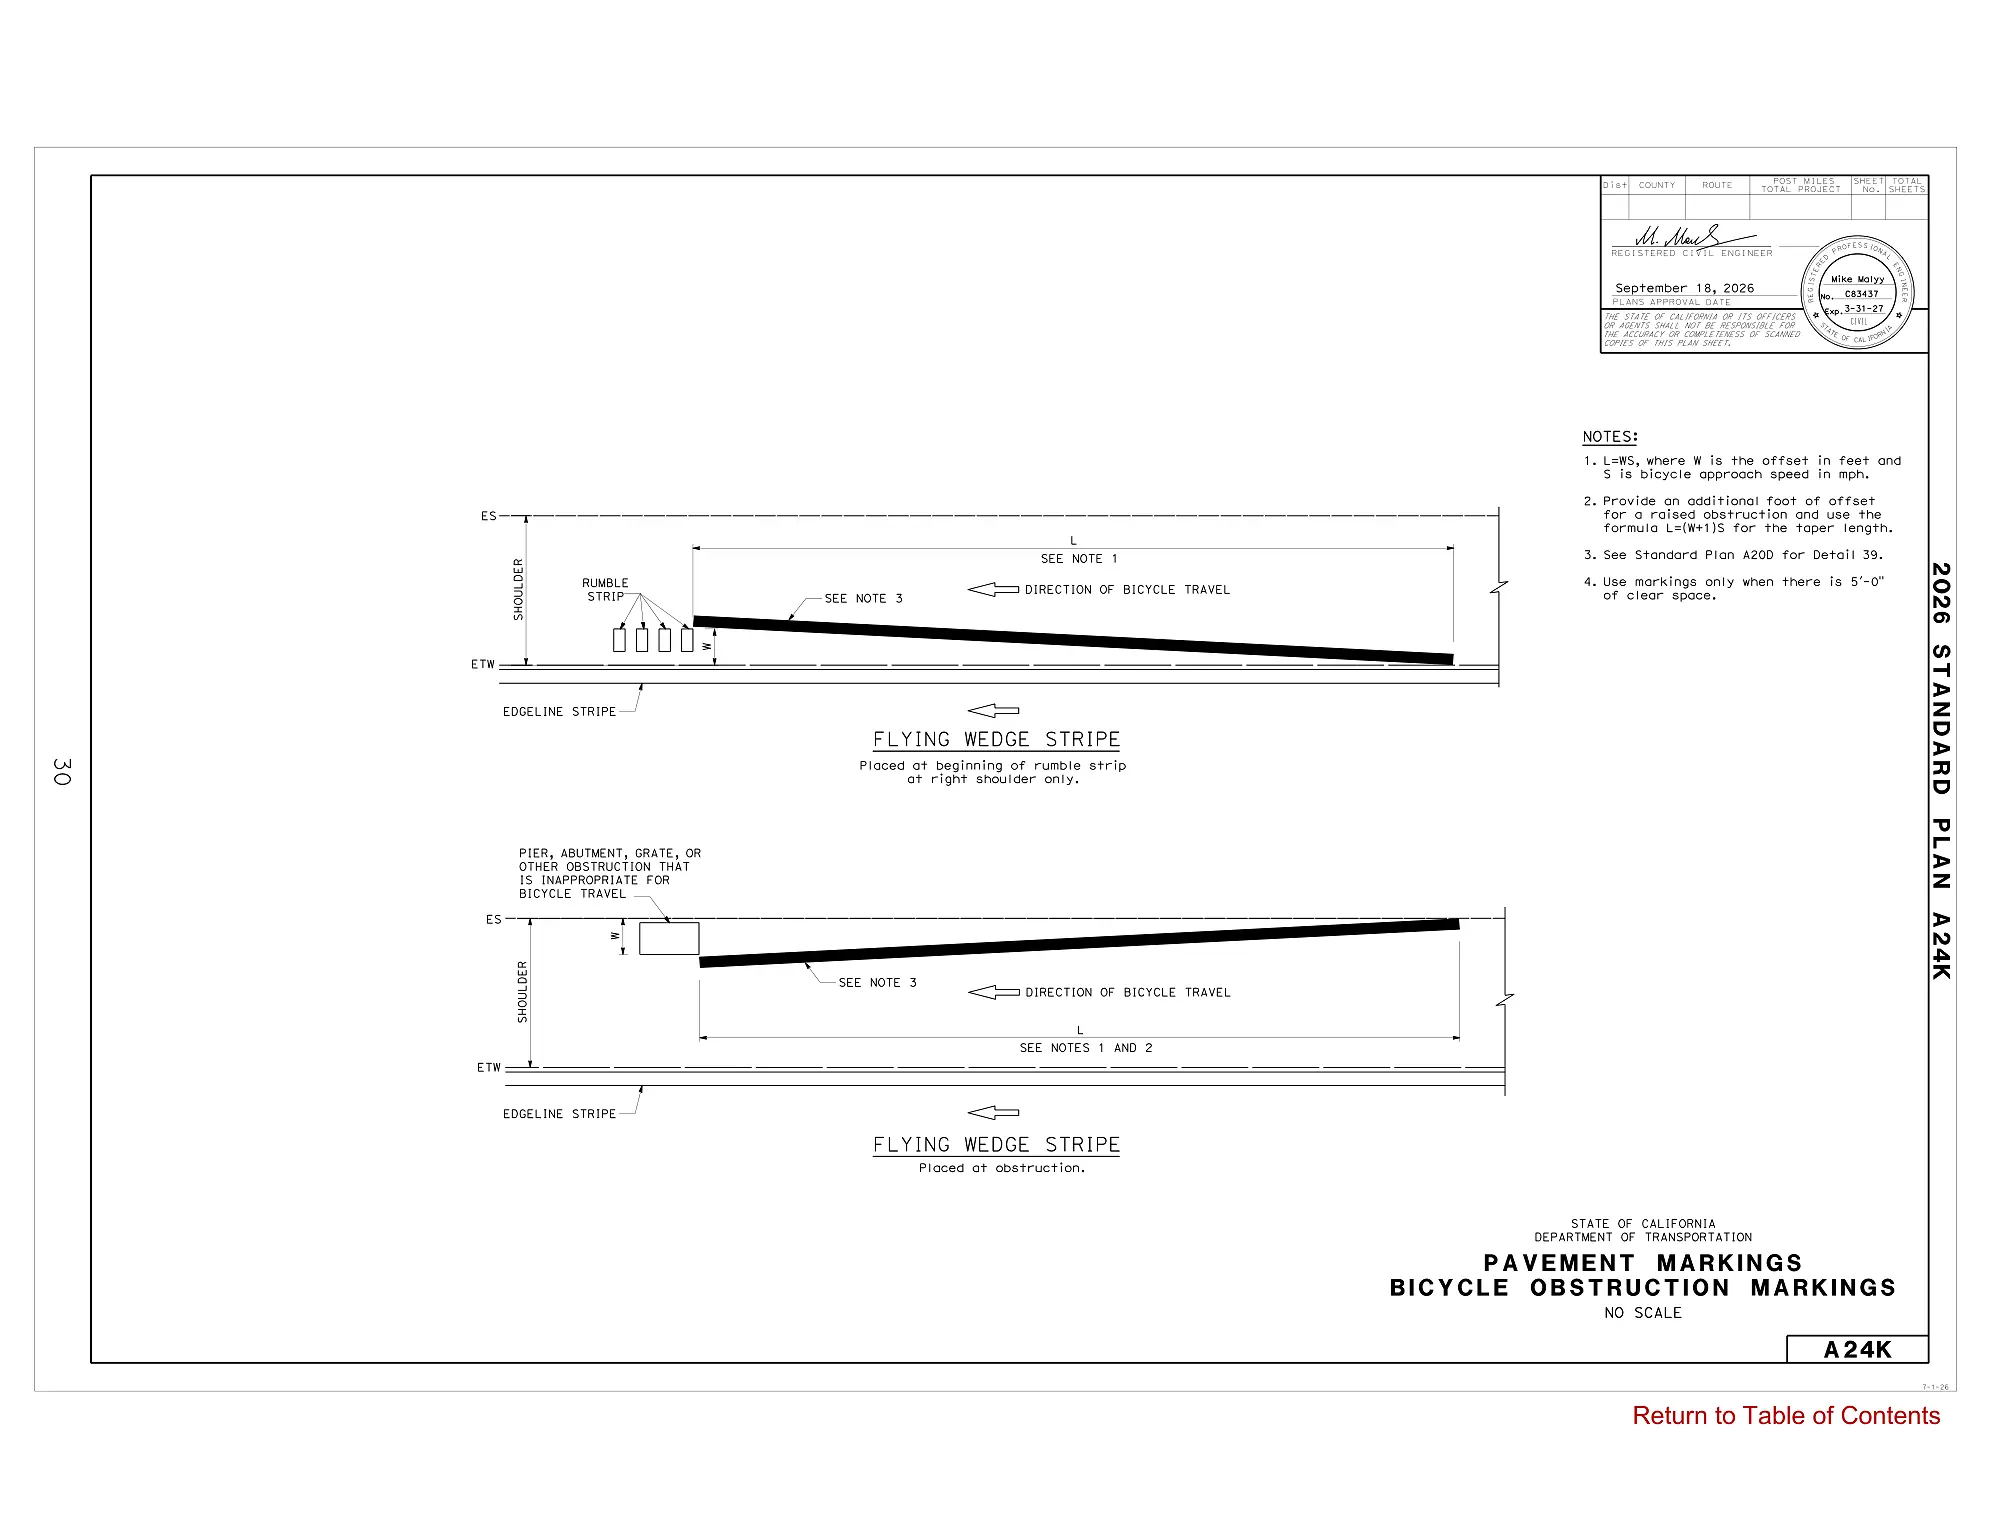 Dist COUNTY ROUTE POST MILES TOTAL PROJECT SHEET No. TOTAL SHEETS
REGISTERED CIVIL ENGINEER
September 18, 2026
PLANS APPROVAL DATE
THE STATE OF CALIFORNIA OR ITS OFFICERS
OR AGENTS SHALL NOT BE RESPONSIBLE FOR
THE ACCURACY OR COMPLETENESS OF SCANNED
COPIES OF THIS PLAN SHEET.
REGISTERED PROFESSIONAL ENGINEER
Mike Malyy
No. C83437
Exp. 3-31-27
CIVIL
STATE OF CALIFORNIA
NOTES:
1. L=WS, where W is the offset in feet and
S is bicycle approach speed in mph.
2. Provide an additional foot of offset
for a raised obstruction and use the
formula L=(W+1)S for the taper length.
3. See Standard Plan A20D for Detail 39.
4. Use markings only when there is 5'-0"
of clear space.
ES
L
SEE NOTE 1
SHOULDER
RUMBLE
STRIP
DIRECTION OF BICYCLE TRAVEL
SEE NOTE 3
W
ETW
EDGELINE STRIPE
FLYING WEDGE STRIPE
Placed at beginning of rumble strip
at right shoulder only.
PIER, ABUTMENT, GRATE, OR
OTHER OBSTRUCTION THAT
IS INAPPROPRIATE FOR
BICYCLE TRAVEL
ES
W
SHOULDER
SEE NOTE 3
DIRECTION OF BICYCLE TRAVEL
L
SEE NOTES 1 AND 2
ETW
EDGELINE STRIPE
FLYING WEDGE STRIPE
Placed at obstruction.
STATE OF CALIFORNIA
DEPARTMENT OF TRANSPORTATION
PAVEMENT MARKINGS
BICYCLE OBSTRUCTION MARKINGS
NO SCALE
A24K
2026 STANDARD PLAN A24K
30
7-1-26
Return to Table of Contents